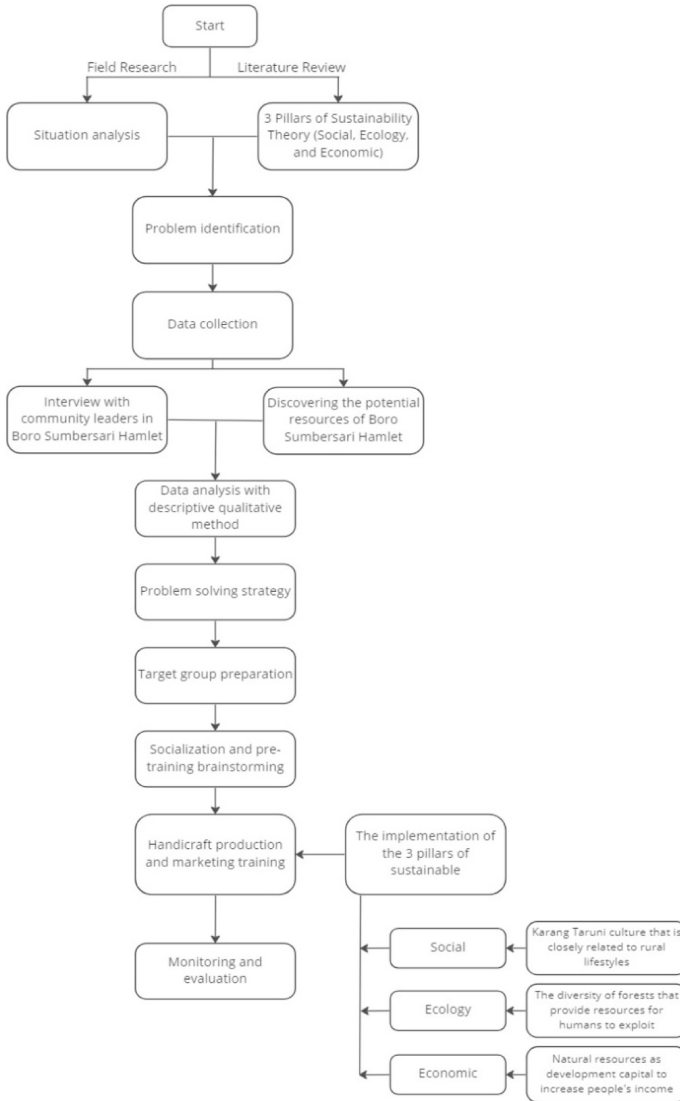 Start
Field Research
Literature Review
Situation analysis
3 Pillars of Sustainability
Theory (Social, Ecology,
and Economic)
Problem identification
Data collection
Interview with
community leaders in
Boro Sumbersari Hamlet
Discovering the potential
resources of Boro
Sumbersari Hamlet
Data analysis with
descriptive qualitative
method
Problem solving strategy
Target group preparation
Socialization and pre-
training brainstorming
Handicraft production
and marketing training
The implementation of
the 3 pillars of
sustainable
Monitoring and
evaluation
Social
Karang Taruni culture that is
closely related to rural
lifestyles
Ecology
The diversity of forests that
provide resources for
humans to exploit
Economic
Natural resources as
development capital to
increase people's income